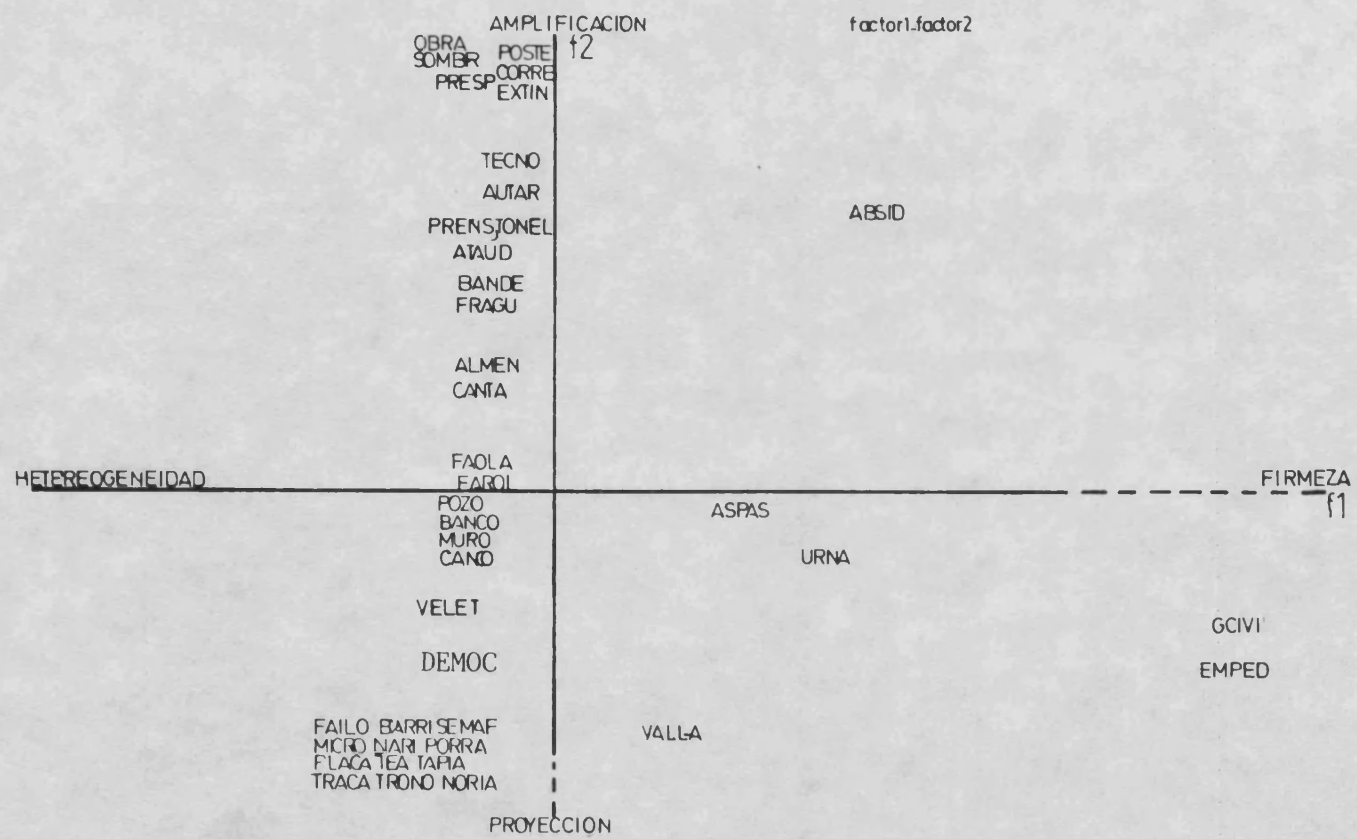 AMPLIFICACION
factor1-factor2
OBRA
SOMBR
POSTE
f2
CORRE
PRESP
EXTIN
TECNO
AUTAR
ABSID
PRENS JONEL
ATAUD
BANDE
FRAGU
ALMEN
CANTA
FAOLA
HETEREOGENEIDAD
FAROL
FIRMEZA
f1
POZO
ASPAS
BANCO
MURO
CANO
URNA
VELET
GCIVI
DEMOC
EMPED
FAILO BARRI SEMAF
VALLA
MICRO NARI PORRA
FLACA TEA TAPIA
TRACA TRONO NORIA
PROYECCION